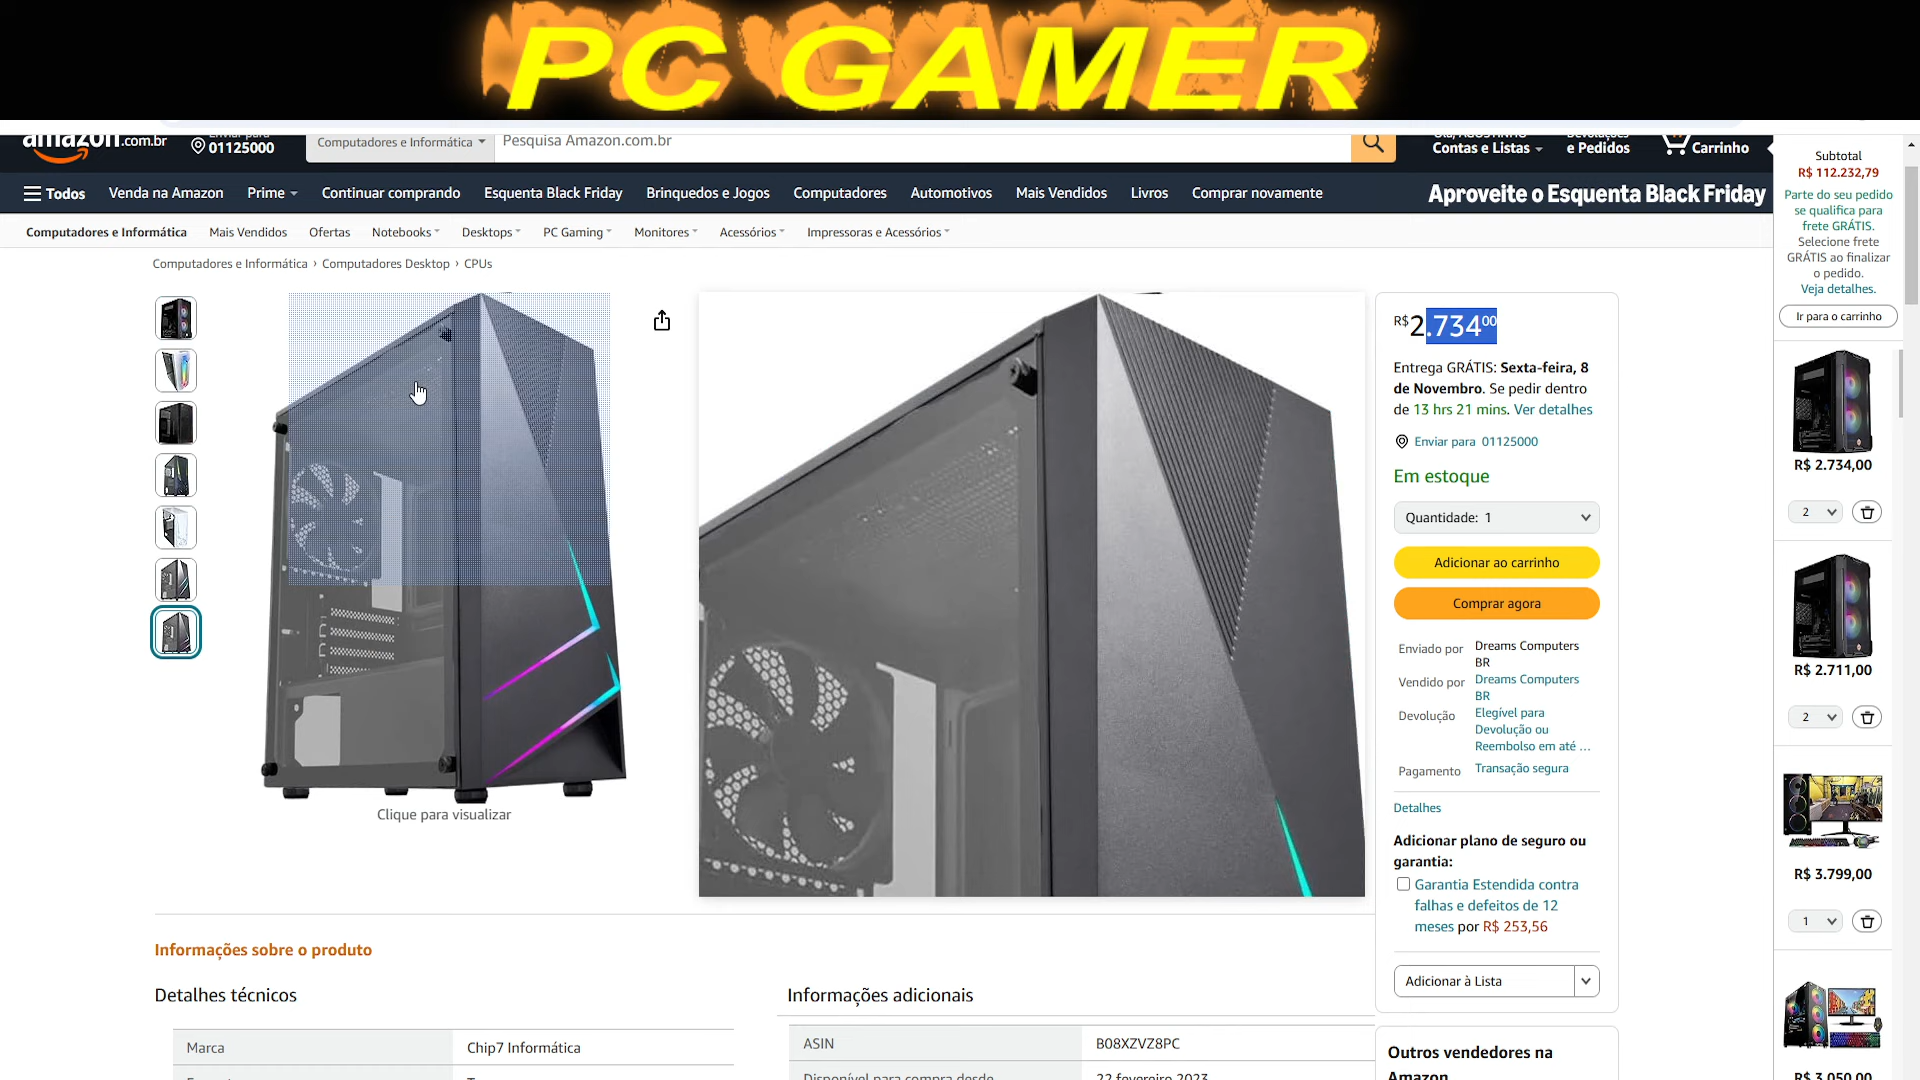 PC GAMER
amazon.com.br
Enviar para
01125000
Computadores e Informática
Pesquisa Amazon.com.br
Olá, AGOSTINHO
Contas e Listas
Devoluções
e Pedidos
Carrinho
Todos
Venda na Amazon
Prime
Continuar comprando
Esquenta Black Friday
Brinquedos e Jogos
Computadores
Automotivos
Mais Vendidos
Livros
Comprar novamente
Aproveite o Esquenta Black Friday
Computadores e Informática
Mais Vendidos
Ofertas
Notebooks
Desktops
PC Gaming
Monitores
Acessórios
Impressoras e Acessórios
Computadores e Informática › Computadores Desktop › CPUs
Clique para visualizar
R$ 2.73400
Entrega GRÁTIS: Sexta-feira, 8
de Novembro. Se pedir dentro
de 13 hrs 21 mins. Ver detalhes
Enviar para 01125000
Em estoque
Quantidade: 1
Adicionar ao carrinho
Comprar agora
Enviado por Dreams Computers
BR
Vendido por Dreams Computers
BR
Devolução Elegível para
Devolução ou
Reembolso em até ...
Pagamento Transação segura
Detalhes
Adicionar plano de seguro ou
garantia:
Garantia Estendida contra
falhas e defeitos de 12
meses por R$ 253,56
Adicionar à Lista
Outros vendedores na
Amazon
Subtotal
R$ 112.232,79
Parte do seu pedido
se qualifica para
frete GRÁTIS.
Selecione frete
GRÁTIS ao finalizar
o pedido.
Veja detalhes.
Ir para o carrinho
R$ 2.734,00
2
R$ 2.711,00
2
R$ 3.799,00
1
R$ 3.050,00
Informações sobre o produto
Detalhes técnicos
Marca Chip7 Informática
Informações adicionais
ASIN B08XZVZ8PC
Disponível para compra desde 22 fevereiro 2023